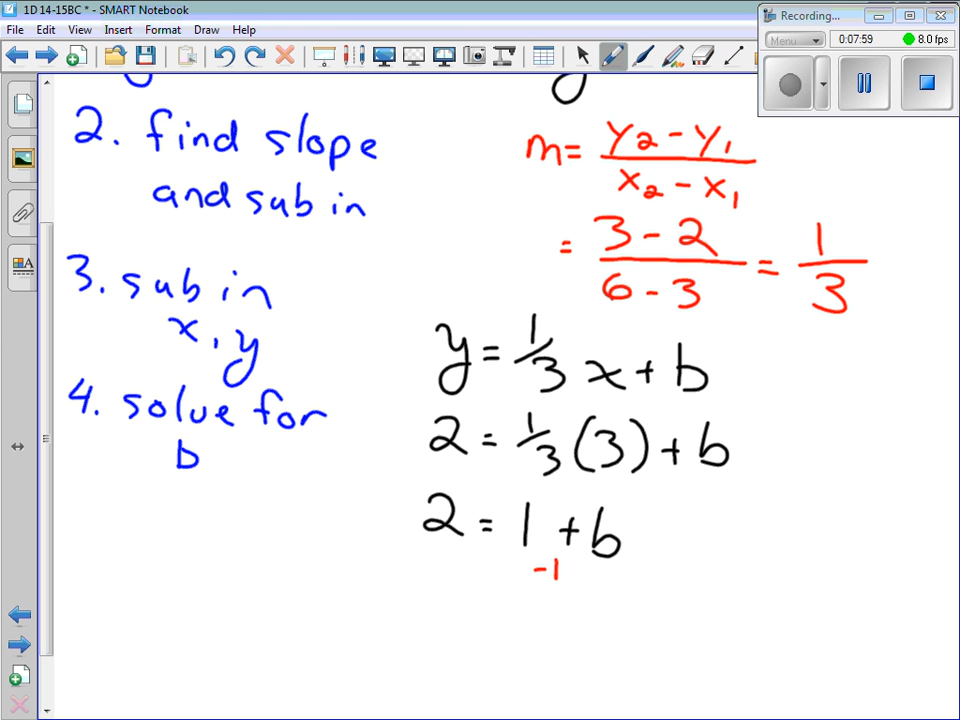 1D 14-15BC * - SMART Notebook
File Edit View Insert Format Draw Help
Recording...
Menu 0:07:59 8.0 fps
2. find slope
and sub in
m= y2 - y1
x2 - x1
= 3 - 2 = 1
6 - 3 3
3. sub in
x, y
4. solve for
b
y = 1/3 x + b
2 = 1/3 (3) + b
2 = 1 + b
-1